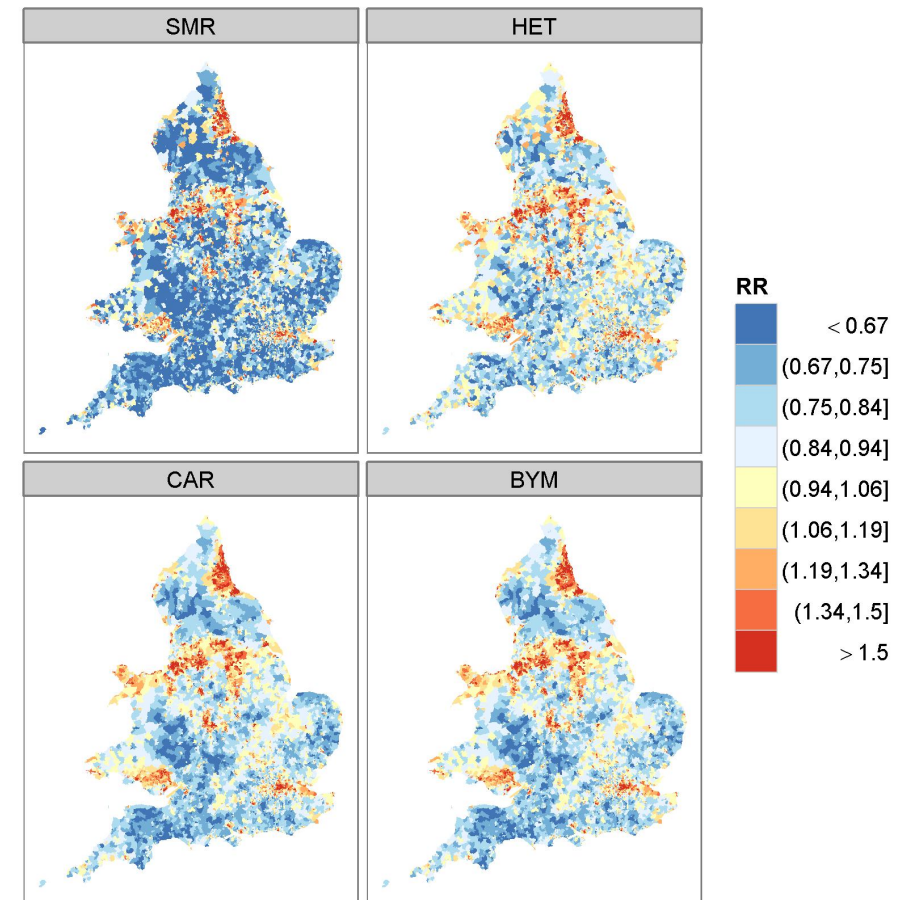 SMR
HET
CAR
BYM
RR
< 0.67
(0.67,0.75]
(0.75,0.84]
(0.84,0.94]
(0.94,1.06]
(1.06,1.19]
(1.19,1.34]
(1.34,1.5]
> 1.5